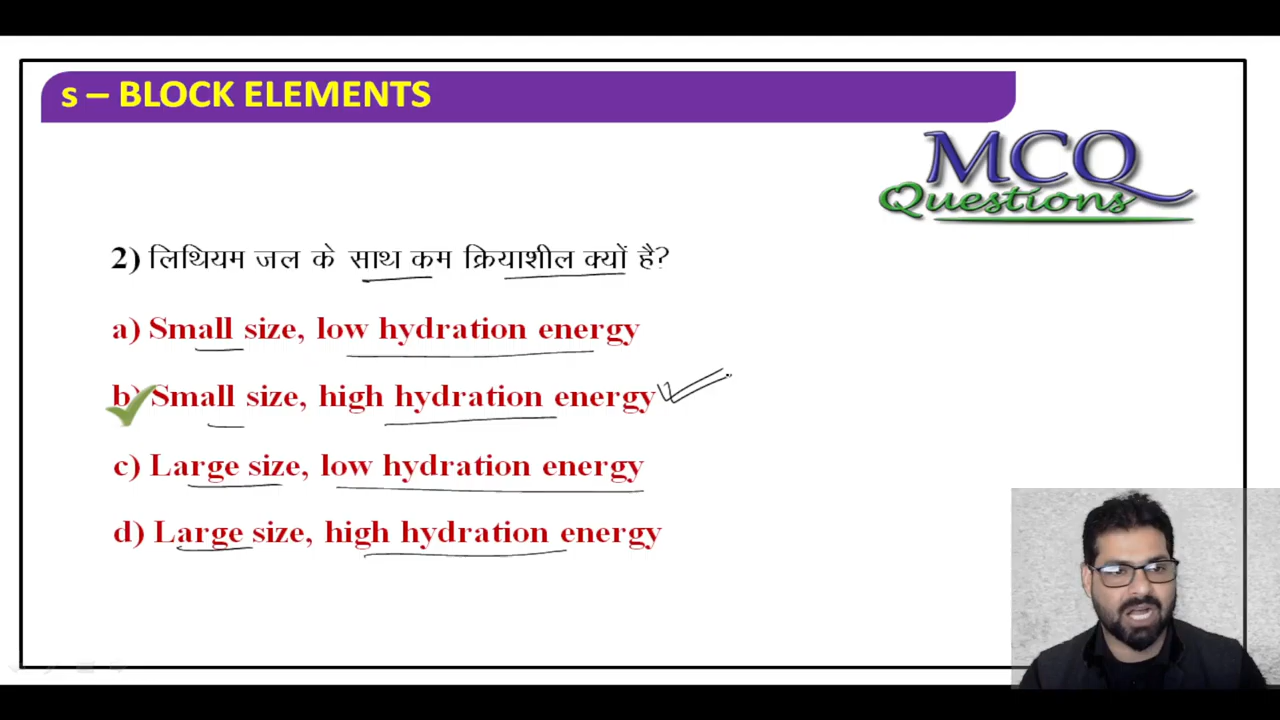 s – BLOCK ELEMENTS
MCQ
Questions
2) लिथियम जल के साथ कम क्रियाशील क्यों है?
a) Small size, low hydration energy
b) Small size, high hydration energy
c) Large size, low hydration energy
d) Large size, high hydration energy